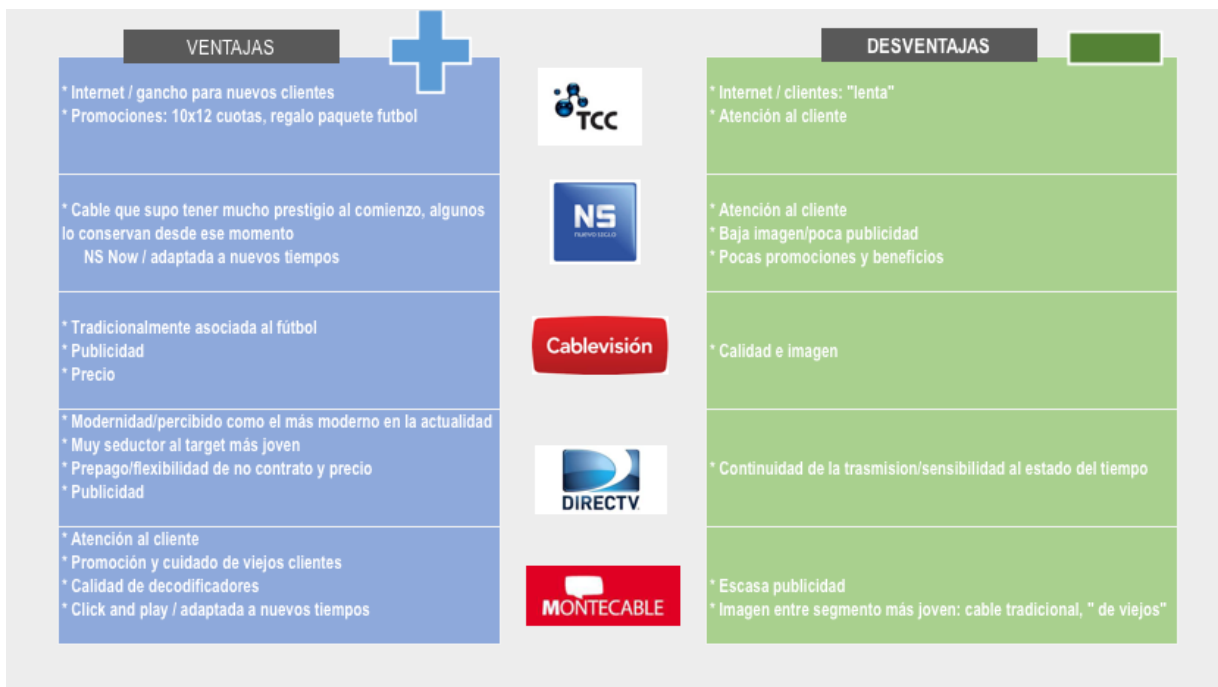 VENTAJAS
DESVENTAJAS
* Internet / gancho para nuevos clientes
* Promociones: 10x12 cuotas, regalo paquete futbol
TCC
* Internet / clientes: "lenta"
* Atención al cliente
* Cable que supo tener mucho prestigio al comienzo, algunos
lo conservan desde ese momento
NS Now / adaptada a nuevos tiempos
NS
NUEVO SIGLO
* Atención al cliente
* Baja imagen/poca publicidad
* Pocas promociones y beneficios
* Tradicionalmente asociada al fútbol
* Publicidad
* Precio
Cablevisión
* Calidad e imagen
* Modernidad/percibido como el más moderno en la actualidad
* Muy seductor al target más joven
* Prepago/flexibilidad de no contrato y precio
* Publicidad
DIRECTV
* Continuidad de la trasmision/sensibilidad al estado del tiempo
* Atención al cliente
* Promoción y cuidado de viejos clientes
* Calidad de decodificadores
* Click and play / adaptada a nuevos tiempos
MONTECABLE
* Escasa publicidad
* Imagen entre segmento más joven: cable tradicional, " de viejos"